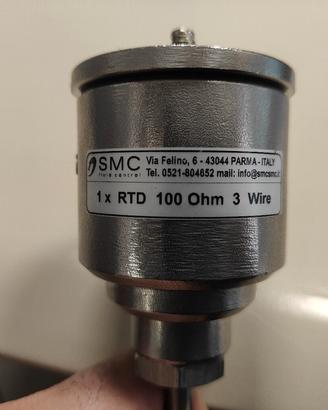 SMC
fluid control
Via Felino, 6 - 43044 PARMA - ITALY
Tel. 0521-804652 mail: info@smcsmc.it
1 x RTD 100 Ohm 3 Wire